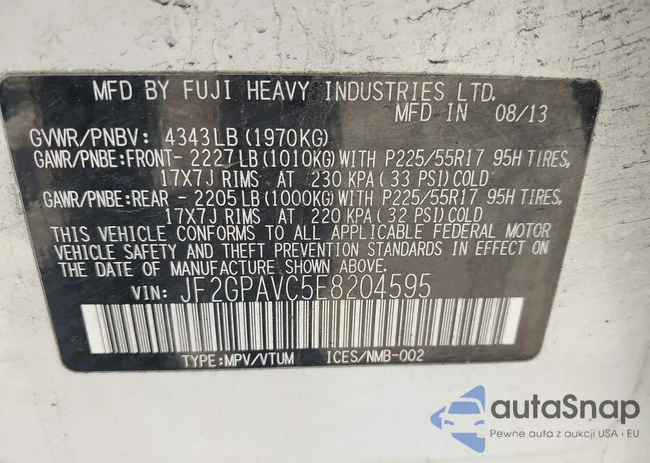 MFD BY FUJI HEAVY INDUSTRIES LTD.
MFD IN 08/13
GVWR/PNBV: 4343LB (1970KG)
GAWR/PNBE:FRONT- 2227LB (1010KG) WITH P225/55R17 95H TIRES,
17X7J RIMS AT 230 KPA (33 PSI) COLD
GAWR/PNBE:REAR - 2205 LB (1000KG) WITH P225/55R17 95H TIRES,
17X7J RIMS AT 220 KPA (32 PSI) COLD
THIS VEHICLE CONFORMS TO ALL APPLICABLE FEDERAL MOTOR
VEHICLE SAFETY AND THEFT PREVENTION STANDARDS IN EFFECT ON
THE DATE OF MANUFACTURE SHOWN ABOVE.
VIN: JF2GPAVC5E8204595
TYPE:MPV/VTUM ICES/NMB-002
autoSnap
Pewne auta z aukcji USA i EU